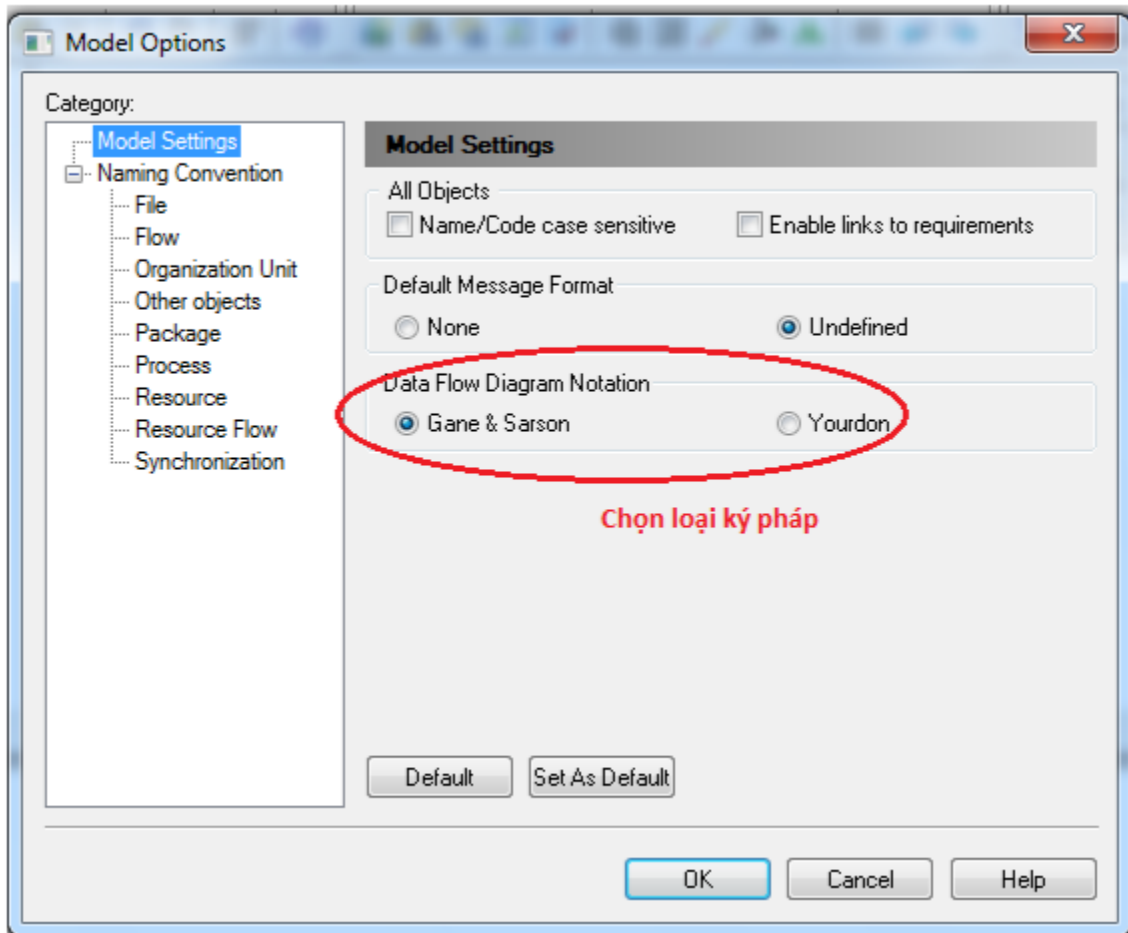 Model Options
Category:
Model Settings
Naming Convention
File
Flow
Organization Unit
Other objects
Package
Process
Resource
Resource Flow
Synchronization
Model Settings
All Objects
Name/Code case sensitive
Enable links to requirements
Default Message Format
None
Undefined
Data Flow Diagram Notation
Gane & Sarson
Yourdon
Chọn loại ký pháp
Default
Set As Default
OK
Cancel
Help